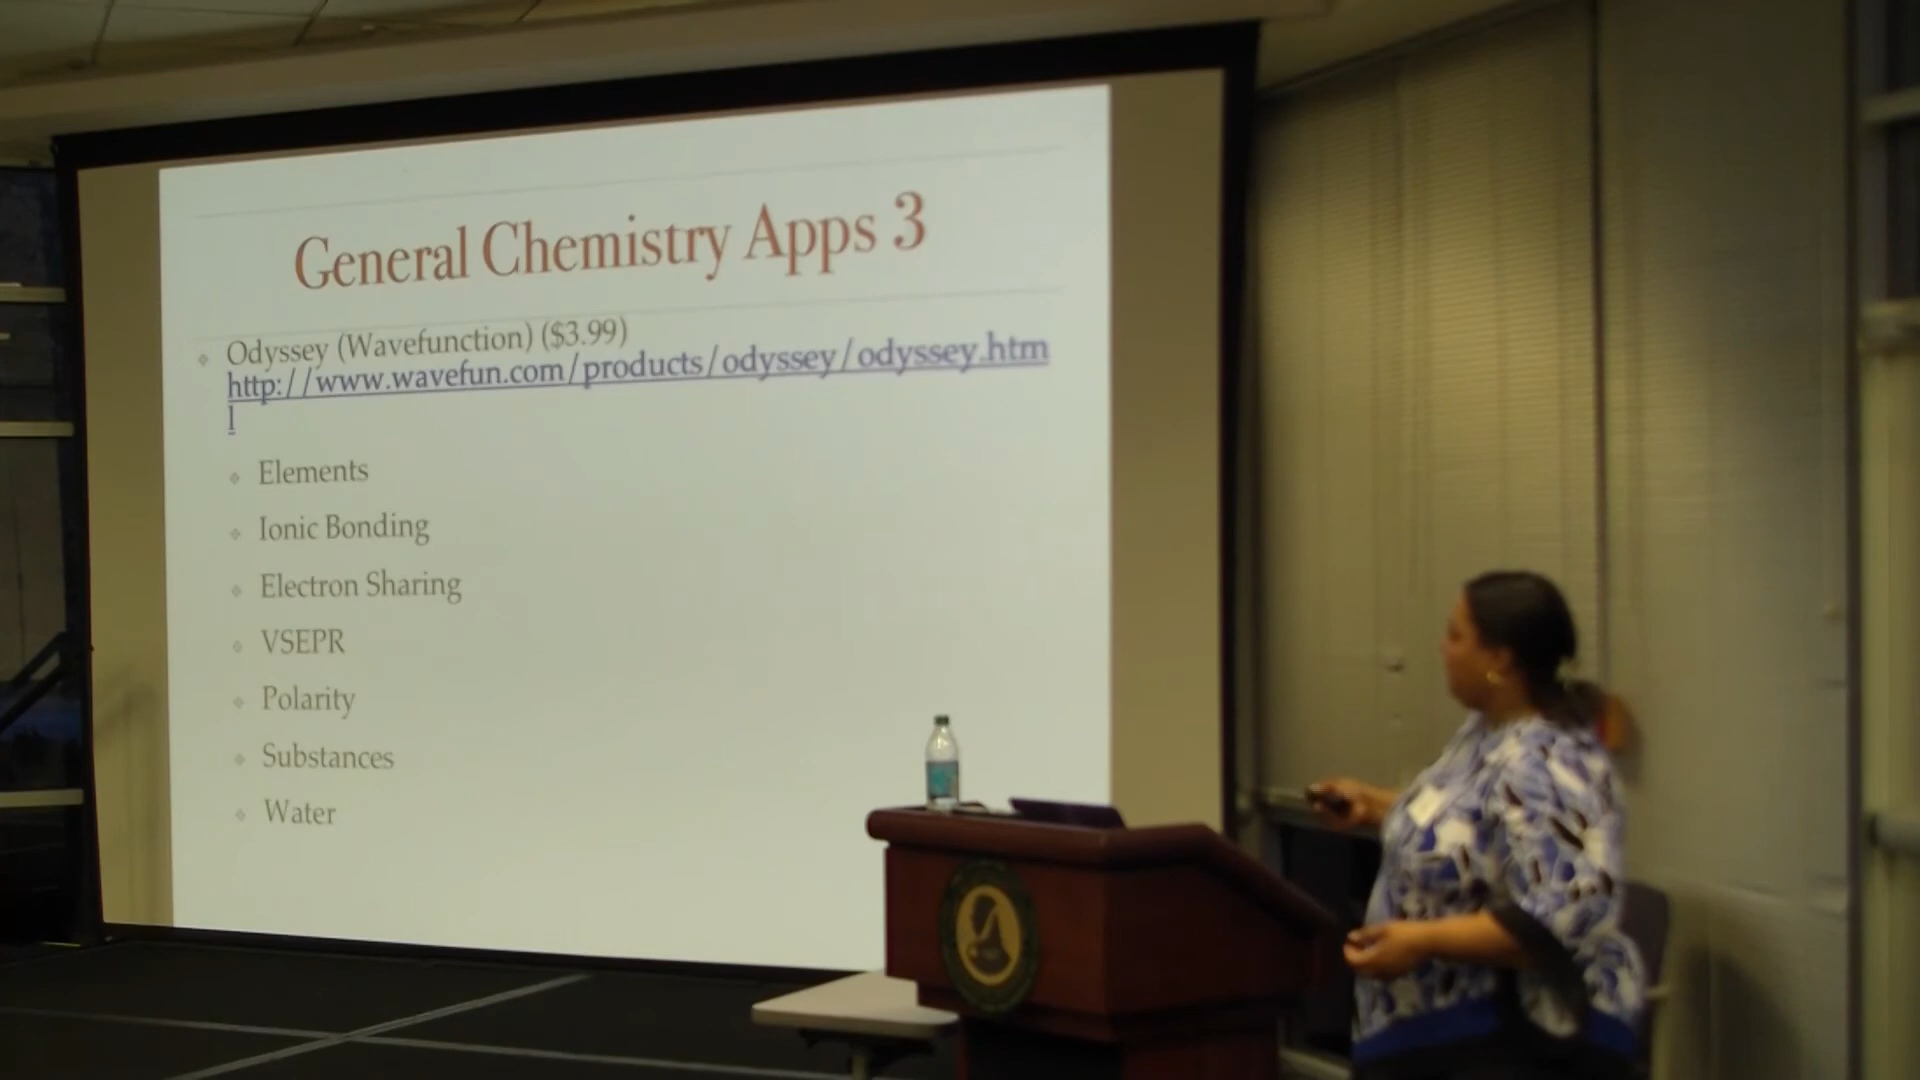 General Chemistry Apps 3
Odyssey (Wavefunction) ($3.99)
http://www.wavefun.com/products/odyssey/odyssey.htm
l
Elements
Ionic Bonding
Electron Sharing
VSEPR
Polarity
Substances
Water